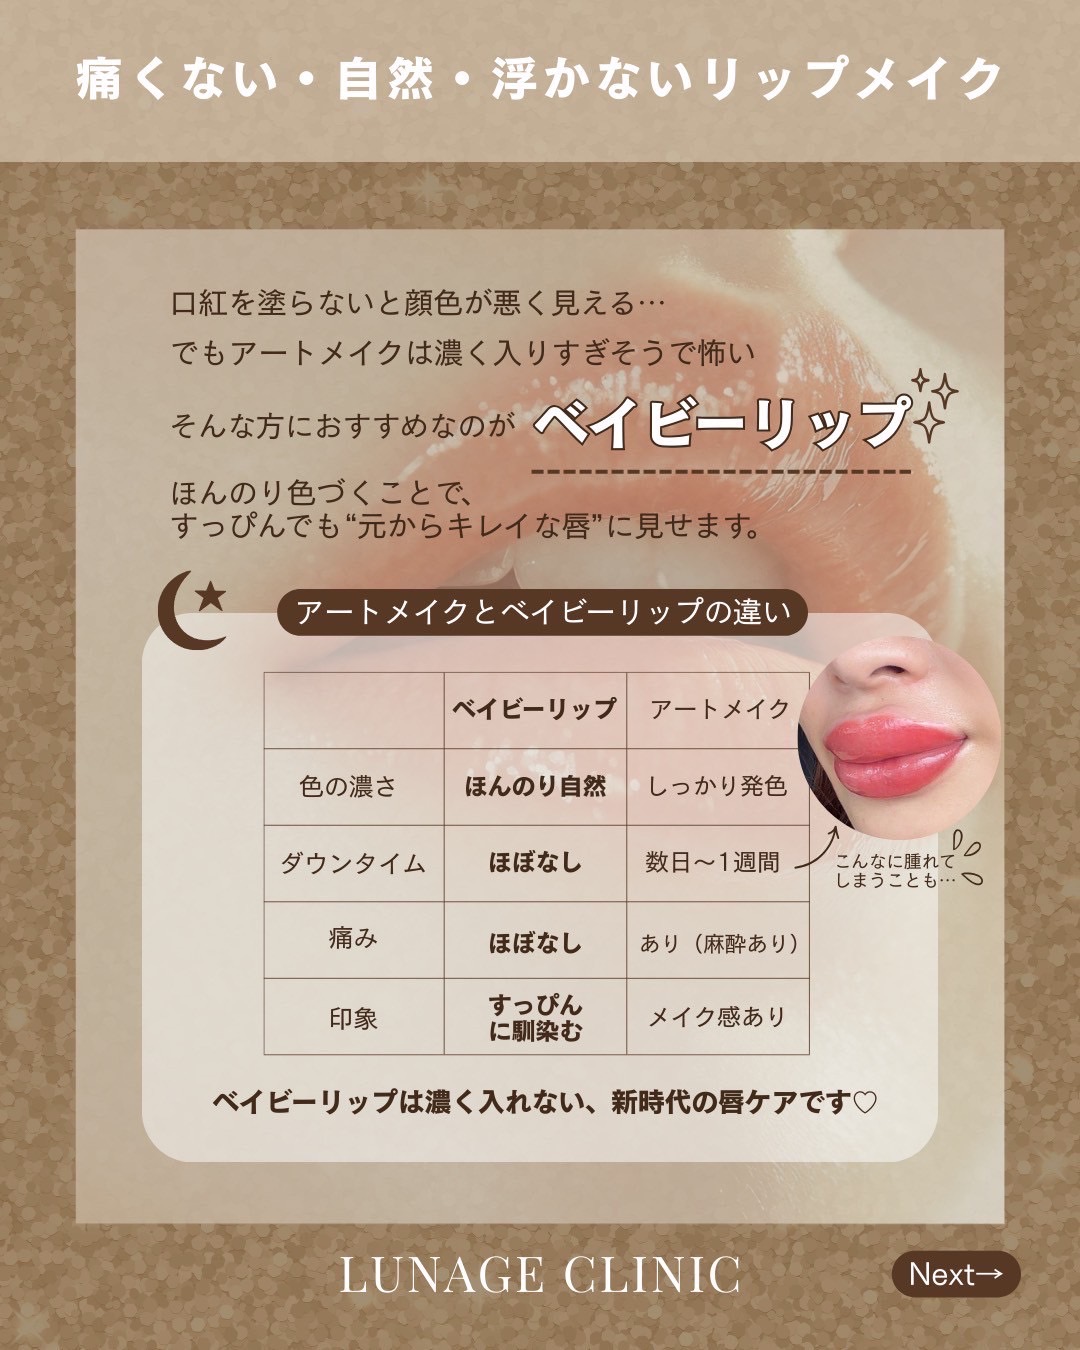 痛くない・自然・浮かないリップメイク
口紅を塗らないと顔色が悪く見える…
でもアートメイクは濃く入りすぎそうで怖い
そんな方におすすめなのが ベイビーリップ
ほんのり色づくことで、
すっぴんでも“元からキレイな唇”に見せます。
アートメイクとベイビーリップの違い
ベイビーリップ アートメイク
色の濃さ ほんのり自然 しっかり発色
ダウンタイム ほぼなし 数日〜1週間
こんなに腫れて
しまうことも…
痛み ほぼなし あり（麻酔あり）
印象 すっぴん
に馴染む メイク感あり
ベイビーリップは濃く入れない、新時代の唇ケアです♡
LUNAGE CLINIC
Next→